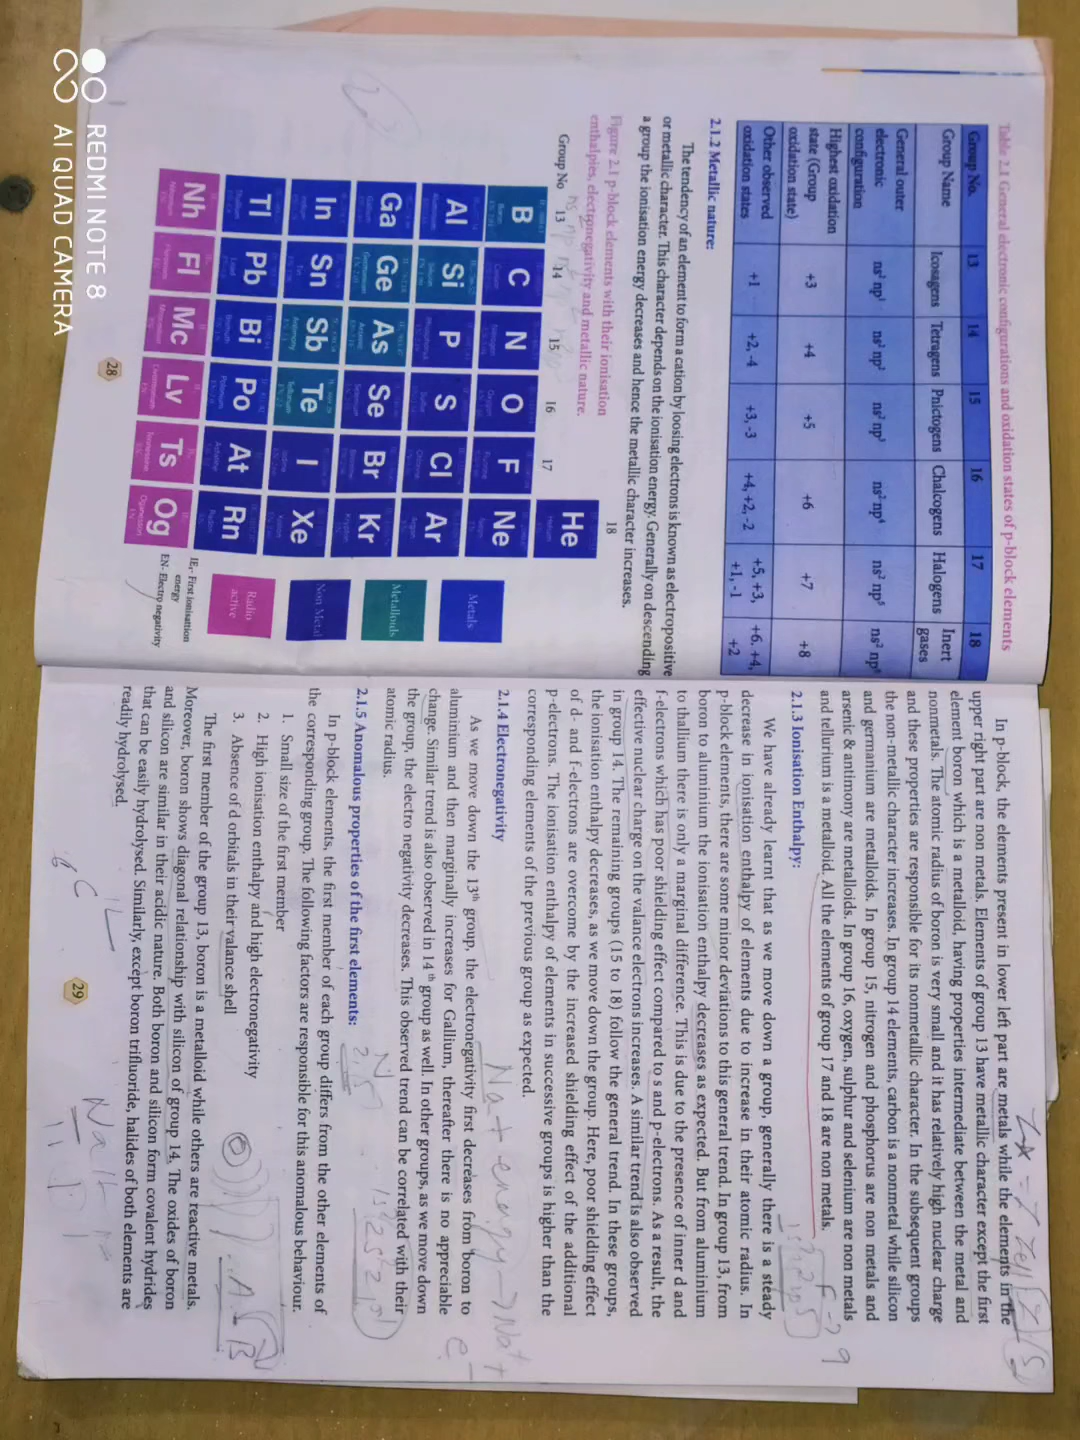 Table 2.1 General electronic configurations and oxidation states of p-block elements
Group No. 13 14 15 16 17 18
Group Name Icosagens Tetragens Pnictogens Chalcogens Halogens Inert gases
General outer electronic configuration ns² np¹ ns² np² ns² np³ ns² np⁴ ns² np⁵ ns² np⁶
Highest oxidation state (Group oxidation state) +3 +4 +5 +6 +7 +8
Other observed oxidation states +1 +2, -4 +3, -3 +4, +2, -2 +5, +3, +1, -1 +6, +4, +2
2.1.2 Metallic nature:
The tendency of an element to form a cation by loosing electrons is known as electropositive
or metallic character. This character depends on the ionisation energy. Generally on descending
a group the ionisation energy decreases and hence the metallic character increases.
Figure 2.1 p-block elements with their ionisation
enthalpies, electronegativity and metallic nature.
Group No 13 14 15 16 17 18
He
B C N O F Ne
Al Si P S Cl Ar
Ga Ge As Se Br Kr
In Sn Sb Te I Xe
Tl Pb Bi Po At Rn
Nh Fl Mc Lv Ts Og
Metals
Metalloids
Non Metal
Radio
active
IE₁- First ionisation
energy
EN- Electro negativity
28
In p-block, the elements present in lower left part are metals while the elements in the
upper right part are non metals. Elements of group 13 have metallic character except the first
element boron which is a metalloid, having properties intermediate between the metal and
nonmetals. The atomic radius of boron is very small and it has relatively high nuclear charge
and these properties are responsible for its nonmetallic character. In the subsequent groups
the non-metallic character increases. In group 14 elements, carbon is a nonmetal while silicon
and germanium are metalloids. In group 15, nitrogen and phosphorus are non metals and
arsenic & antimony are metalloids. In group 16, oxygen, sulphur and selenium are non metals
and tellurium is a metalloid. All the elements of group 17 and 18 are non metals.
2.1.3 Ionisation Enthalpy:
We have already learnt that as we move down a group, generally there is a steady
decrease in ionisation enthalpy of elements due to increase in their atomic radius. In
p-block elements, there are some minor deviations to this general trend. In group 13, from
boron to aluminium the ionisation enthalpy decreases as expected. But from aluminium
to thallium there is only a marginal difference. This is due to the presence of inner d and
f-electrons which has poor shielding effect compared to s and p-electrons. As a result, the
effective nuclear charge on the valance electrons increases. A similar trend is also observed
in group 14. The remaining groups (15 to 18) follow the general trend. In these groups,
the ionisation enthalpy decreases, as we move down the group. Here, poor shielding effect
of d- and f-electrons are overcome by the increased shielding effect of the additional
p-electrons. The ionisation enthalpy of elements in successive groups is higher than the
corresponding elements of the previous group as expected.
2.1.4 Electronegativity
As we move down the 13th group, the electronegativity first decreases from boron to
aluminium and then marginally increases for Gallium, thereafter there is no appreciable
change. Similar trend is also observed in 14 th group as well. In other groups, as we move down
the group, the electro negativity decreases. This observed trend can be correlated with their
atomic radius.
2.1.5 Anomalous properties of the first elements:
In p-block elements, the first member of each group differs from the other elements of
the corresponding group. The following factors are responsible for this anomalous behaviour.
1. Small size of the first member
2. High ionisation enthalpy and high electronegativity
3. Absence of d orbitals in their valance shell
The first member of the group 13, boron is a metalloid while others are reactive metals.
Moreover, boron shows diagonal relationship with silicon of group 14. The oxides of boron
and silicon are similar in their acidic nature. Both boron and silicon form covalent hydrides
that can be easily hydrolysed. Similarly, except boron trifluoride, halides of both elements are
readily hydrolysed.
29
Na + energy → Na⁺ +
e⁻
REDMI NOTE 8
AI QUAD CAMERA